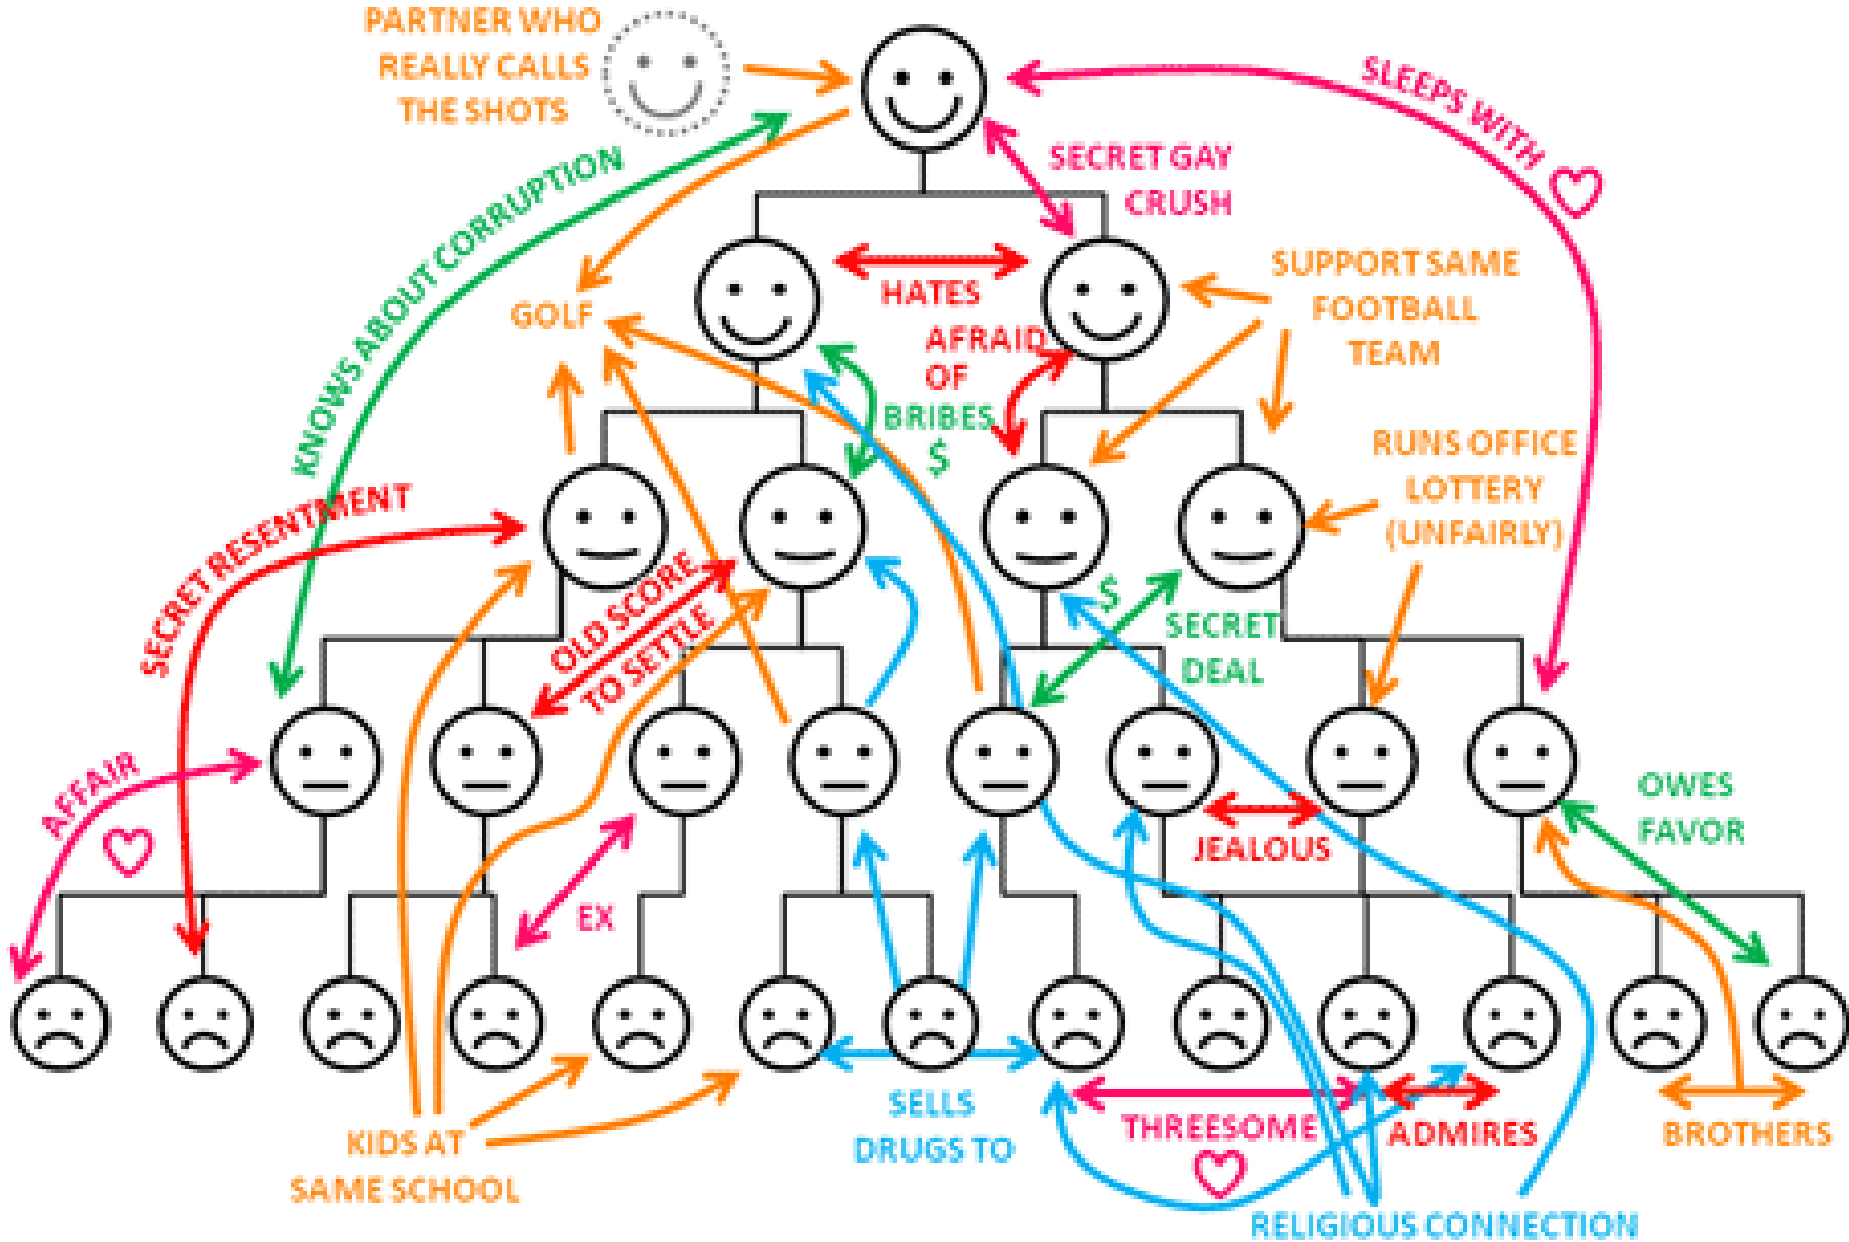 PARTNER WHO
REALLY CALLS
THE SHOTS
SLEEPS WITH
SECRET GAY
CRUSH
KNOWS ABOUT CORRUPTION
HATES
SUPPORT SAME
FOOTBALL
TEAM
GOLF
AFRAID
OF
BRIBES
$
RUNS OFFICE
LOTTERY
(UNFAIRLY)
SECRET RESENTMENT
OLD SCORE
TO SETTLE
$
SECRET
DEAL
AFFAIR
JEALOUS
OWES
FAVOR
EX
SELLS
DRUGS TO
THREESOME
ADMIRES
BROTHERS
KIDS AT
SAME SCHOOL
RELIGIOUS CONNECTION